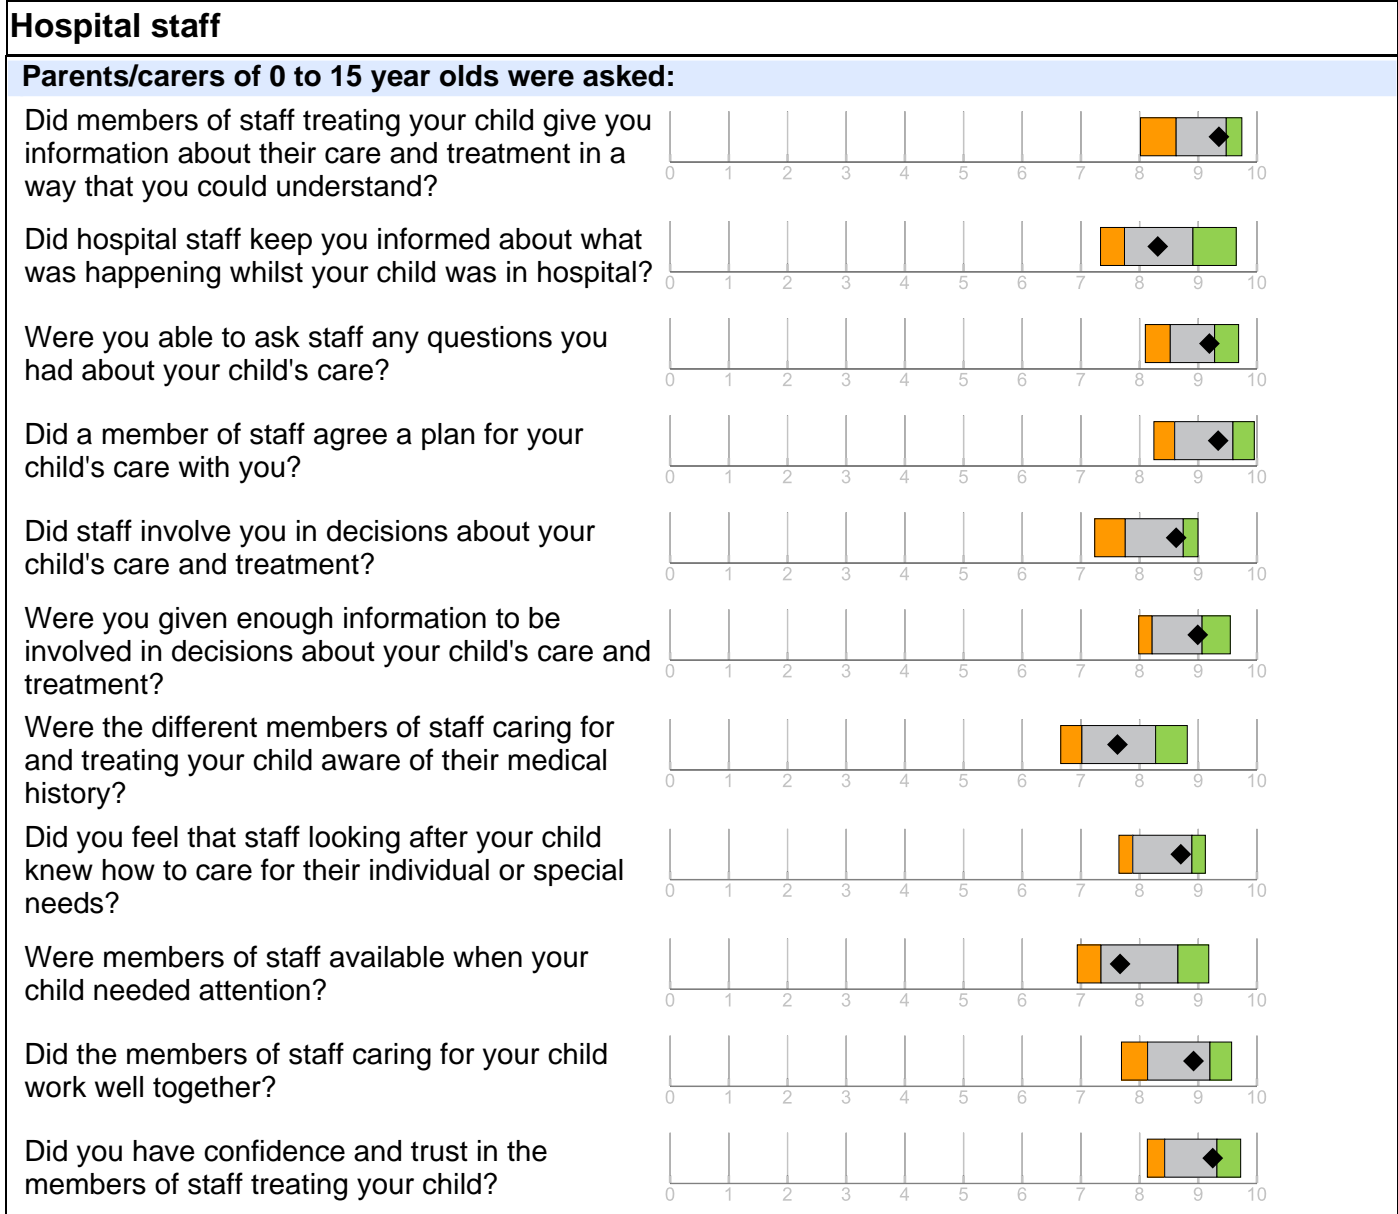 Hospital staff
Parents/carers of 0 to 15 year olds were asked:
Did members of staff treating your child give you
information about their care and treatment in a
way that you could understand?
0 1 2 3 4 5 6 7 8 9 10
Did hospital staff keep you informed about what
was happening whilst your child was in hospital?
0 1 2 3 4 5 6 7 8 9 10
Were you able to ask staff any questions you
had about your child's care?
0 1 2 3 4 5 6 7 8 9 10
Did a member of staff agree a plan for your
child's care with you?
0 1 2 3 4 5 6 7 8 9 10
Did staff involve you in decisions about your
child's care and treatment?
0 1 2 3 4 5 6 7 8 9 10
Were you given enough information to be
involved in decisions about your child's care and
treatment?
0 1 2 3 4 5 6 7 8 9 10
Were the different members of staff caring for
and treating your child aware of their medical
history?
0 1 2 3 4 5 6 7 8 9 10
Did you feel that staff looking after your child
knew how to care for their individual or special
needs?
0 1 2 3 4 5 6 7 8 9 10
Were members of staff available when your
child needed attention?
0 1 2 3 4 5 6 7 8 9 10
Did the members of staff caring for your child
work well together?
0 1 2 3 4 5 6 7 8 9 10
Did you have confidence and trust in the
members of staff treating your child?
0 1 2 3 4 5 6 7 8 9 10